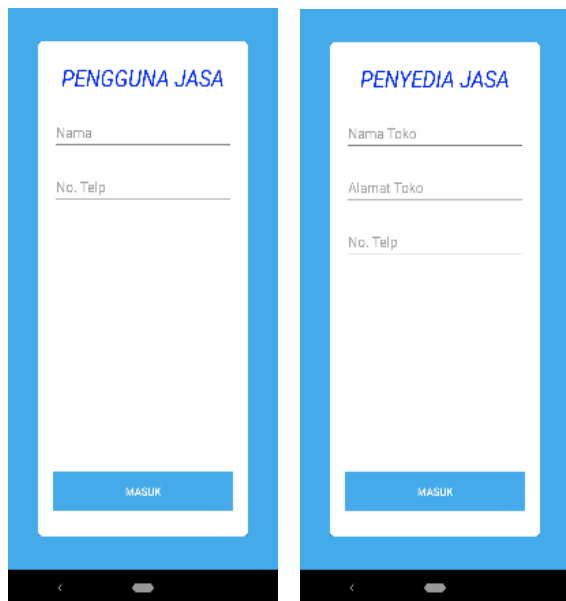 PENGGUNA JASA
Nama
No. Telp
MASUK
PENYEDIA JASA
Nama Toko
Alamat Toko
No. Telp
MASUK